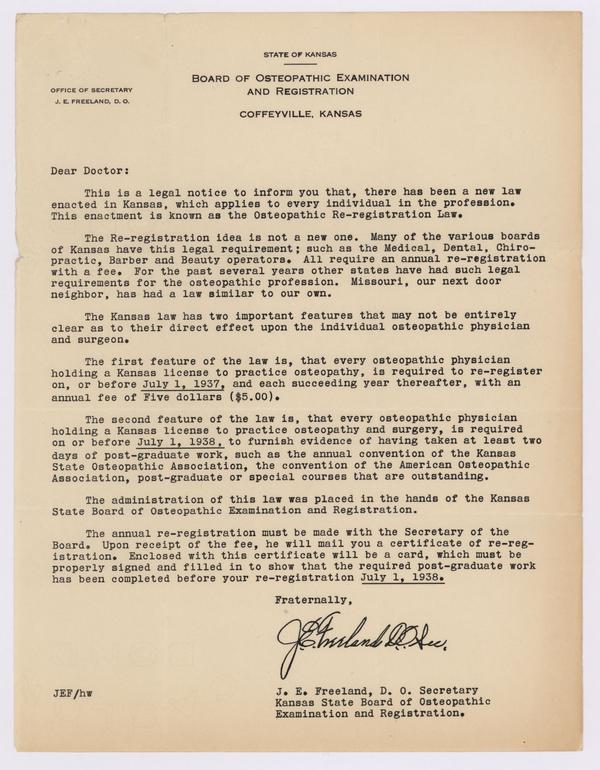 STATE OF KANSAS
BOARD OF OSTEOPATHIC EXAMINATION
AND REGISTRATION
COFFEYVILLE, KANSAS
OFFICE OF SECRETARY
J. E. FREELAND, D. O.
Dear Doctor:
This is a legal notice to inform you that, there has been a new law
enacted in Kansas, which applies to every individual in the profession.
This enactment is known as the Osteopathic Re-registration Law.
The Re-registration idea is not a new one. Many of the various boards
of Kansas have this legal requirement; such as the Medical, Dental, Chiro-
practic, Barber and Beauty operators. All require an annual re-registration
with a fee. For the past several years other states have had such legal
requirements for the osteopathic profession. Missouri, our next door
neighbor, has had a law similar to our own.
The Kansas law has two important features that may not be entirely
clear as to their direct effect upon the individual osteopathic physician
and surgeon.
The first feature of the law is, that every osteopathic physician
holding a Kansas license to practice osteopathy, is required to re-register
on, or before July 1, 1937, and each succeeding year thereafter, with an
annual fee of Five dollars ($5.00).
The second feature of the law is, that every osteopathic physician
holding a Kansas license to practice osteopathy and surgery, is required
on or before July 1, 1938, to furnish evidence of having taken at least two
days of post-graduate work, such as the annual convention of the Kansas
State Osteopathic Association, the convention of the American Osteopathic
Association, post-graduate or special courses that are outstanding.
The administration of this law was placed in the hands of the Kansas
State Board of Osteopathic Examination and Registration.
The annual re-registration must be made with the Secretary of the
Board. Upon receipt of the fee, he will mail you a certificate of re-reg-
istration. Enclosed with this certificate will be a card, which must be
properly signed and filled in to show that the required post-graduate work
has been completed before your re-registration July 1, 1938.
Fraternally,
J.E. Freeland D.O. Sec.
JEF/hw
J. E. Freeland, D. O. Secretary
Kansas State Board of Osteopathic
Examination and Registration.